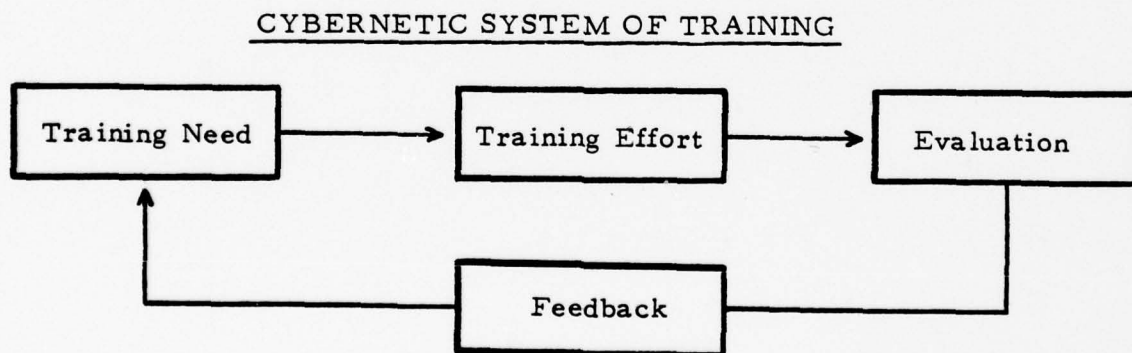 CYBERNETIC SYSTEM OF TRAINING
Training Need
Training Effort
Evaluation
Feedback